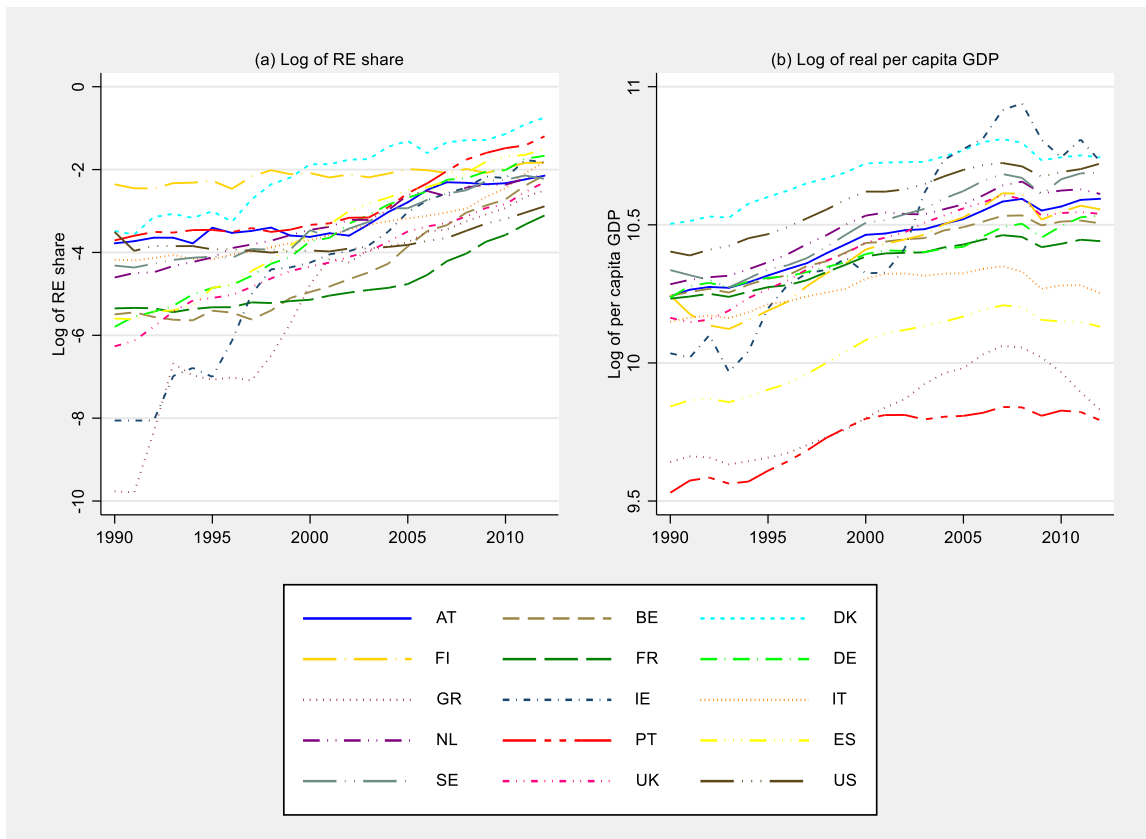 (a) Log of RE share
Log of RE share
0
-2
-4
-6
-8
-10
1990 1995 2000 2005 2010
(b) Log of real per capita GDP
Log of per capita GDP
11
10.5
10
9.5
1990 1995 2000 2005 2010
AT BE DK
FI FR DE
GR IE IT
NL PT ES
SE UK US